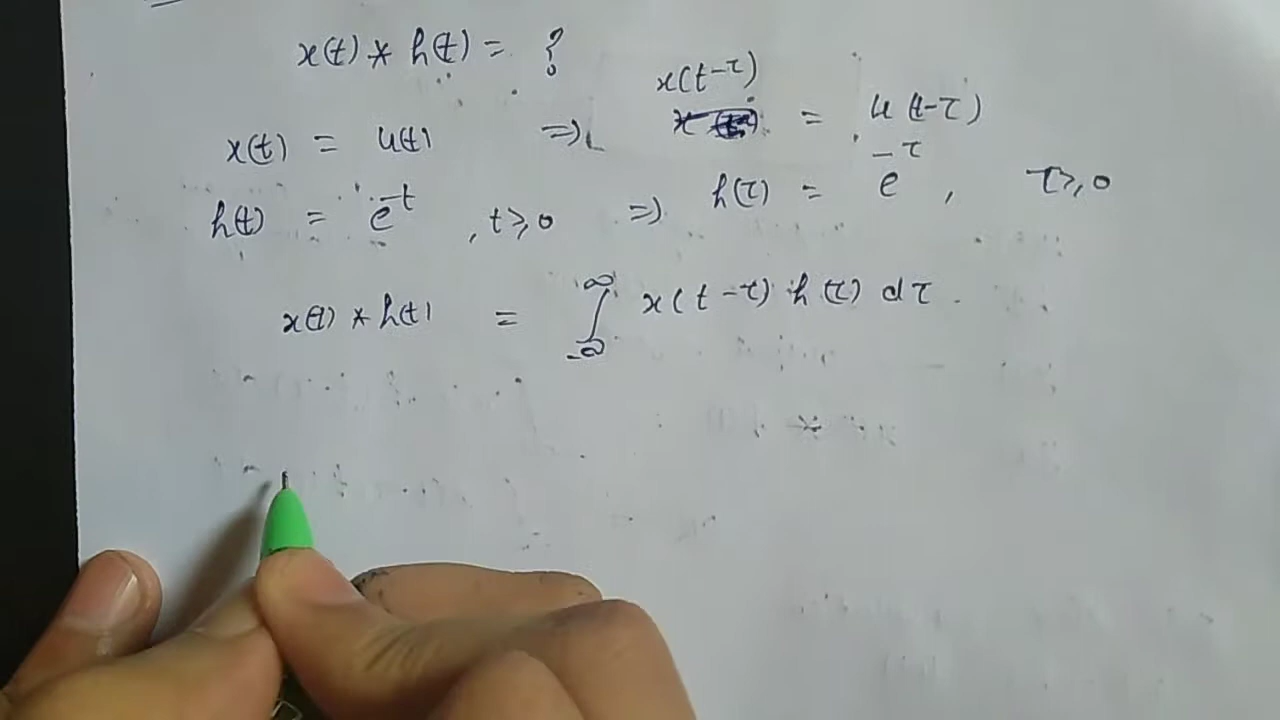 x(t) * h(t) = ?
x(t) = u(t) ⇒ x(t-τ) = u(t-τ)
h(t) = e^{-t} , t ≥ 0 ⇒ h(τ) = e^{-τ} , τ ≥ 0
x(t) * h(t) = ∫_{-∞}^{∞} x(t-τ) h(τ) dτ .